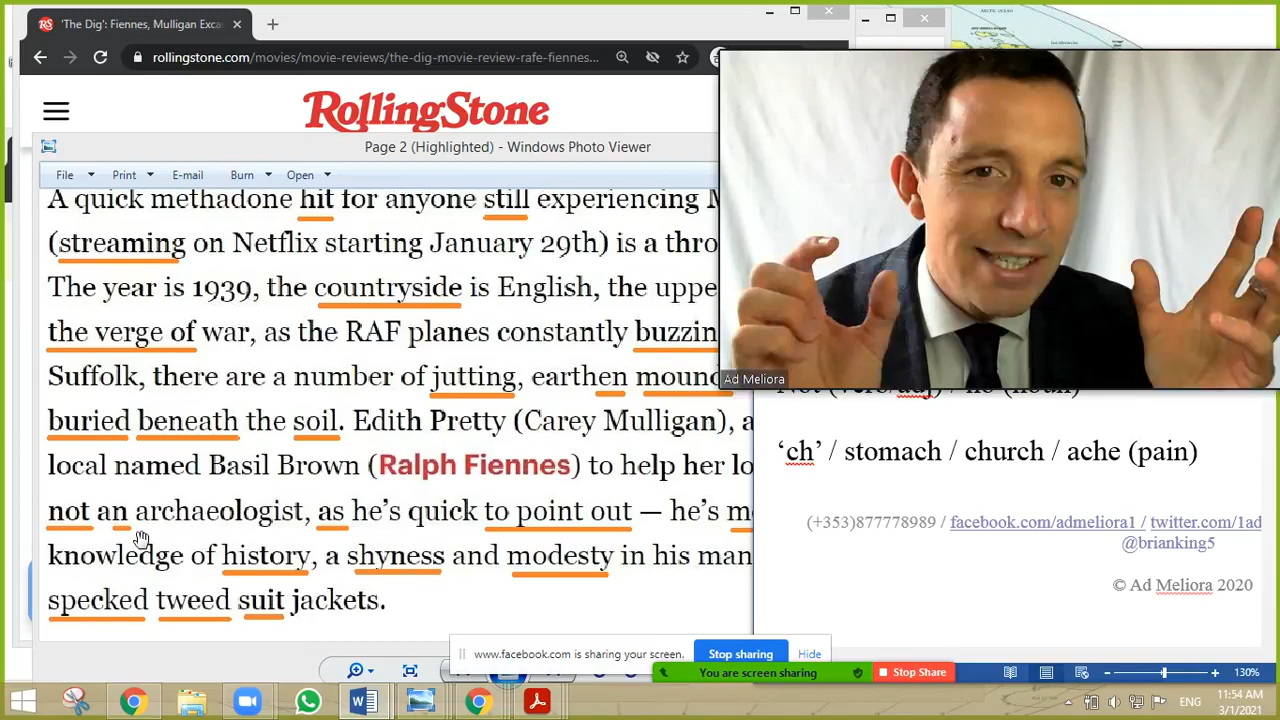 'The Dig': Fiennes, Mulligan Exca
rollingstone.com/movies/movie-reviews/the-dig-movie-review-rafe-fiennes...
RollingStone
Page 2 (Highlighted) - Windows Photo Viewer
File Print E-mail Burn Open
A quick methadone hit for anyone still experiencing M
(streaming on Netflix starting January 29th) is a thro
The year is 1939, the countryside is English, the uppe
the verge of war, as the RAF planes constantly buzzin
Suffolk, there are a number of jutting, earthen mound
buried beneath the soil. Edith Pretty (Carey Mulligan), a
local named Basil Brown (Ralph Fiennes) to help her lo
not an archaeologist, as he's quick to point out — he's m
knowledge of history, a shyness and modesty in his man
specked tweed suit jackets.
Ad Meliora
Not (verb/adj) / no (noun)
'ch' / stomach / church / ache (pain)
(+353)877778989 / facebook.com/admeliora1 / twitter.com/1ad
@brianking5
© Ad Meliora 2020
www.facebook.com is sharing your screen. Stop sharing Hide
You are screen sharing Stop Share
130%
ENG
11:54 AM
3/1/2021
ARCTIC OCEAN